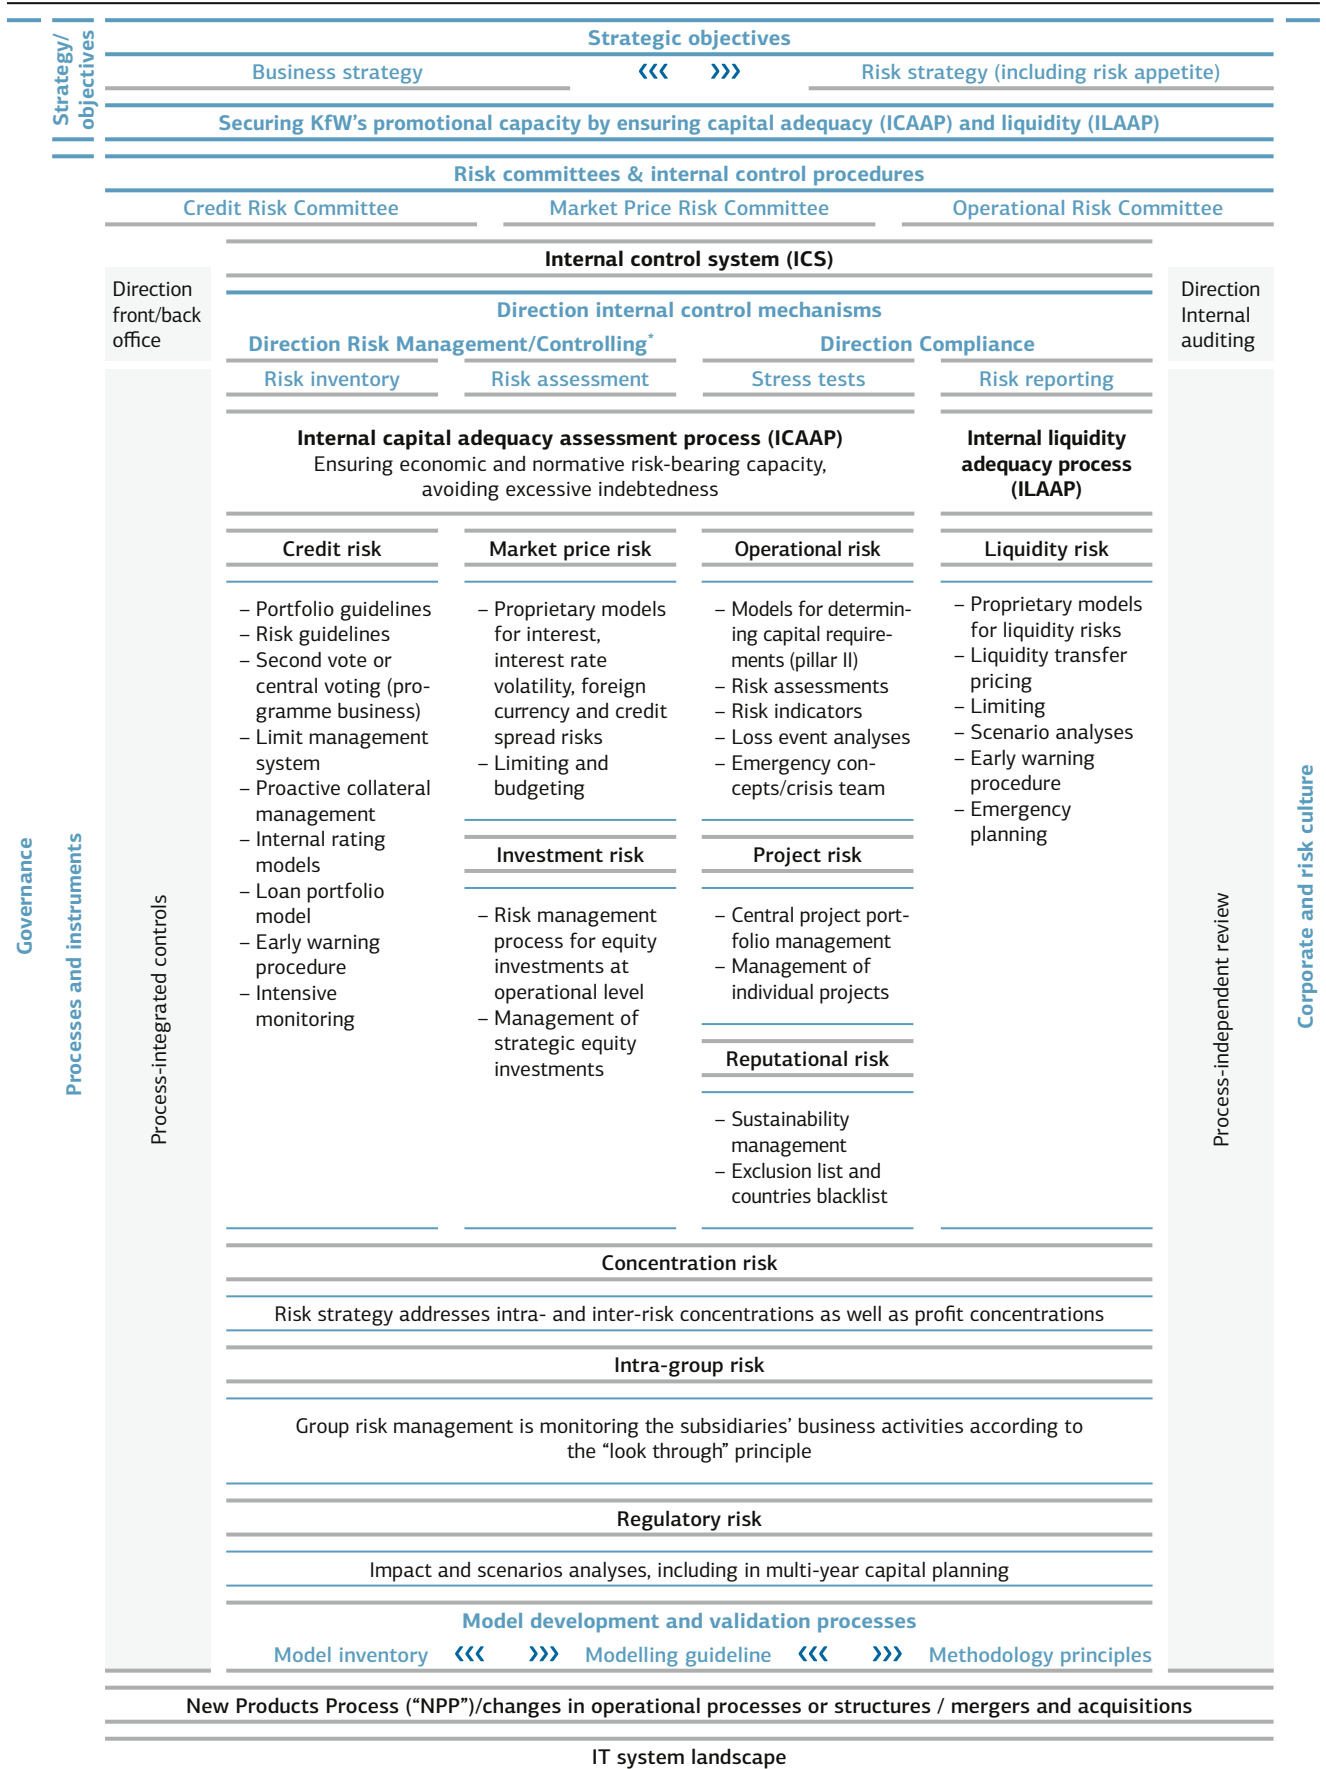 Strategy/
objectives
Strategic objectives
Business strategy ‹‹‹ ››› Risk strategy (including risk appetite)
Securing KfW’s promotional capacity by ensuring capital adequacy (ICAAP) and liquidity (ILAAP)
Governance
Processes and instruments
Corporate and risk culture
Risk committees & internal control procedures
Credit Risk Committee
Market Price Risk Committee
Operational Risk Committee
Internal control system (ICS)
Direction
front/back
office
Process-integrated controls
Direction internal control mechanisms
Direction Risk Management/Controlling*
Direction Compliance
Direction
Internal
auditing
Process-independent review
Risk inventory
Risk assessment
Stress tests
Risk reporting
Internal capital adequacy assessment process (ICAAP)
Ensuring economic and normative risk-bearing capacity,
avoiding excessive indebtedness
Internal liquidity
adequacy process
(ILAAP)
Credit risk
– Portfolio guidelines
– Risk guidelines
– Second vote or
central voting (pro-
gramme business)
– Limit management
system
– Proactive collateral
management
– Internal rating
models
– Loan portfolio
model
– Early warning
procedure
– Intensive
monitoring
Market price risk
– Proprietary models
for interest,
interest rate
volatility, foreign
currency and credit
spread risks
– Limiting and
budgeting
Investment risk
– Risk management
process for equity
investments at
operational level
– Management of
strategic equity
investments
Operational risk
– Models for determin-
ing capital require-
ments (pillar II)
– Risk assessments
– Risk indicators
– Loss event analyses
– Emergency con-
cepts/crisis team
Project risk
– Central project port-
folio management
– Management of
individual projects
Reputational risk
– Sustainability
management
– Exclusion list and
countries blacklist
Liquidity risk
– Proprietary models
for liquidity risks
– Liquidity transfer
pricing
– Limiting
– Scenario analyses
– Early warning
procedure
– Emergency
planning
Concentration risk
Risk strategy addresses intra- and inter-risk concentrations as well as profit concentrations
Intra-group risk
Group risk management is monitoring the subsidiaries’ business activities according to
the “look through” principle
Regulatory risk
Impact and scenarios analyses, including in multi-year capital planning
Model development and validation processes
Model inventory ‹‹‹ ››› Modelling guideline ‹‹‹ ››› Methodology principles
New Products Process (“NPP”)/changes in operational processes or structures / mergers and acquisitions
IT system landscape